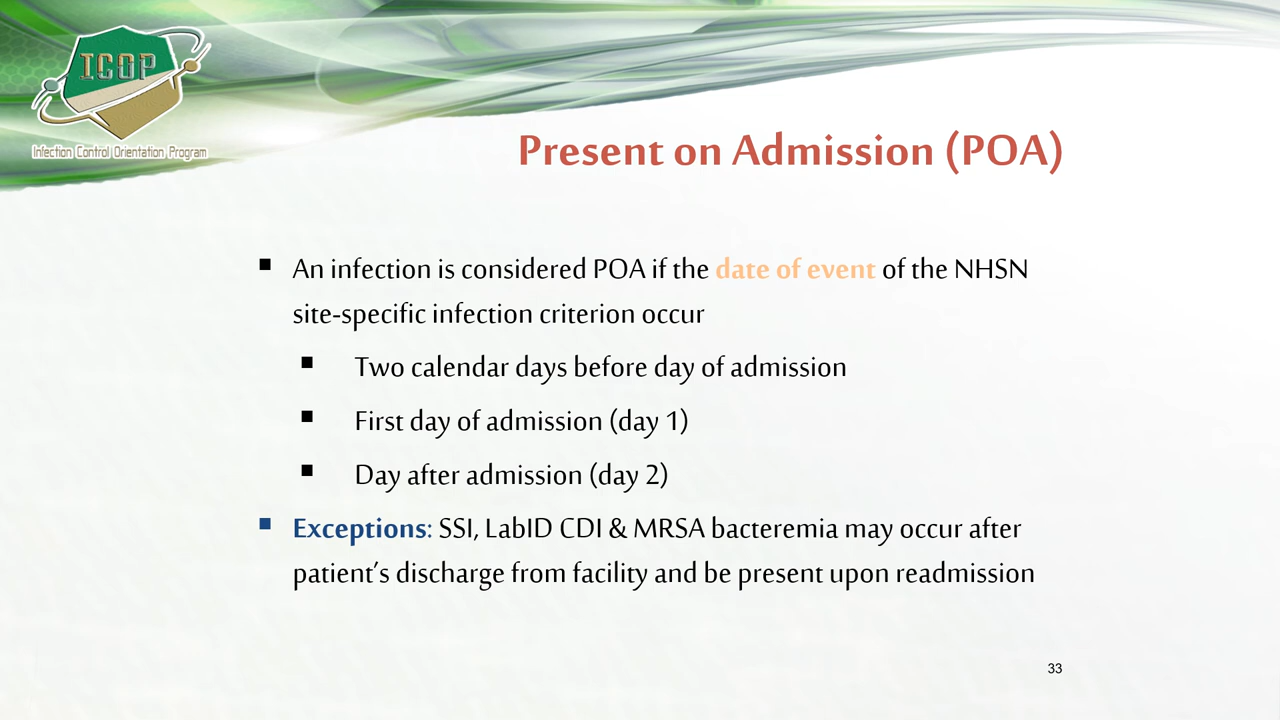 ICOP
Infection Control Orientation Program
Present on Admission (POA)
▪ An infection is considered POA if the date of event of the NHSN
site-specific infection criterion occur
▪ Two calendar days before day of admission
▪ First day of admission (day 1)
▪ Day after admission (day 2)
▪ Exceptions: SSI, LabID CDI & MRSA bacteremia may occur after
patient’s discharge from facility and be present upon readmission
33